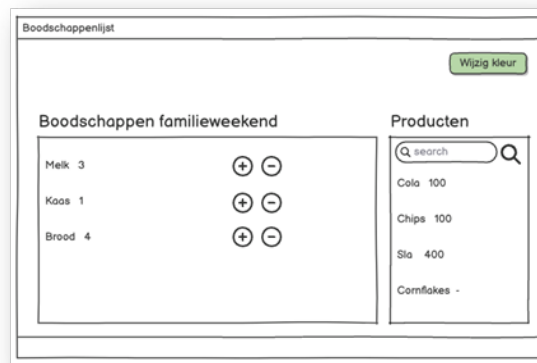 Boodschappenlijst
Wijzig kleur
Boodschappen familieweekend
Melk 3
Kaas 1
Brood 4
Producten
search
Cola 100
Chips 100
Sla 400
Cornflakes -